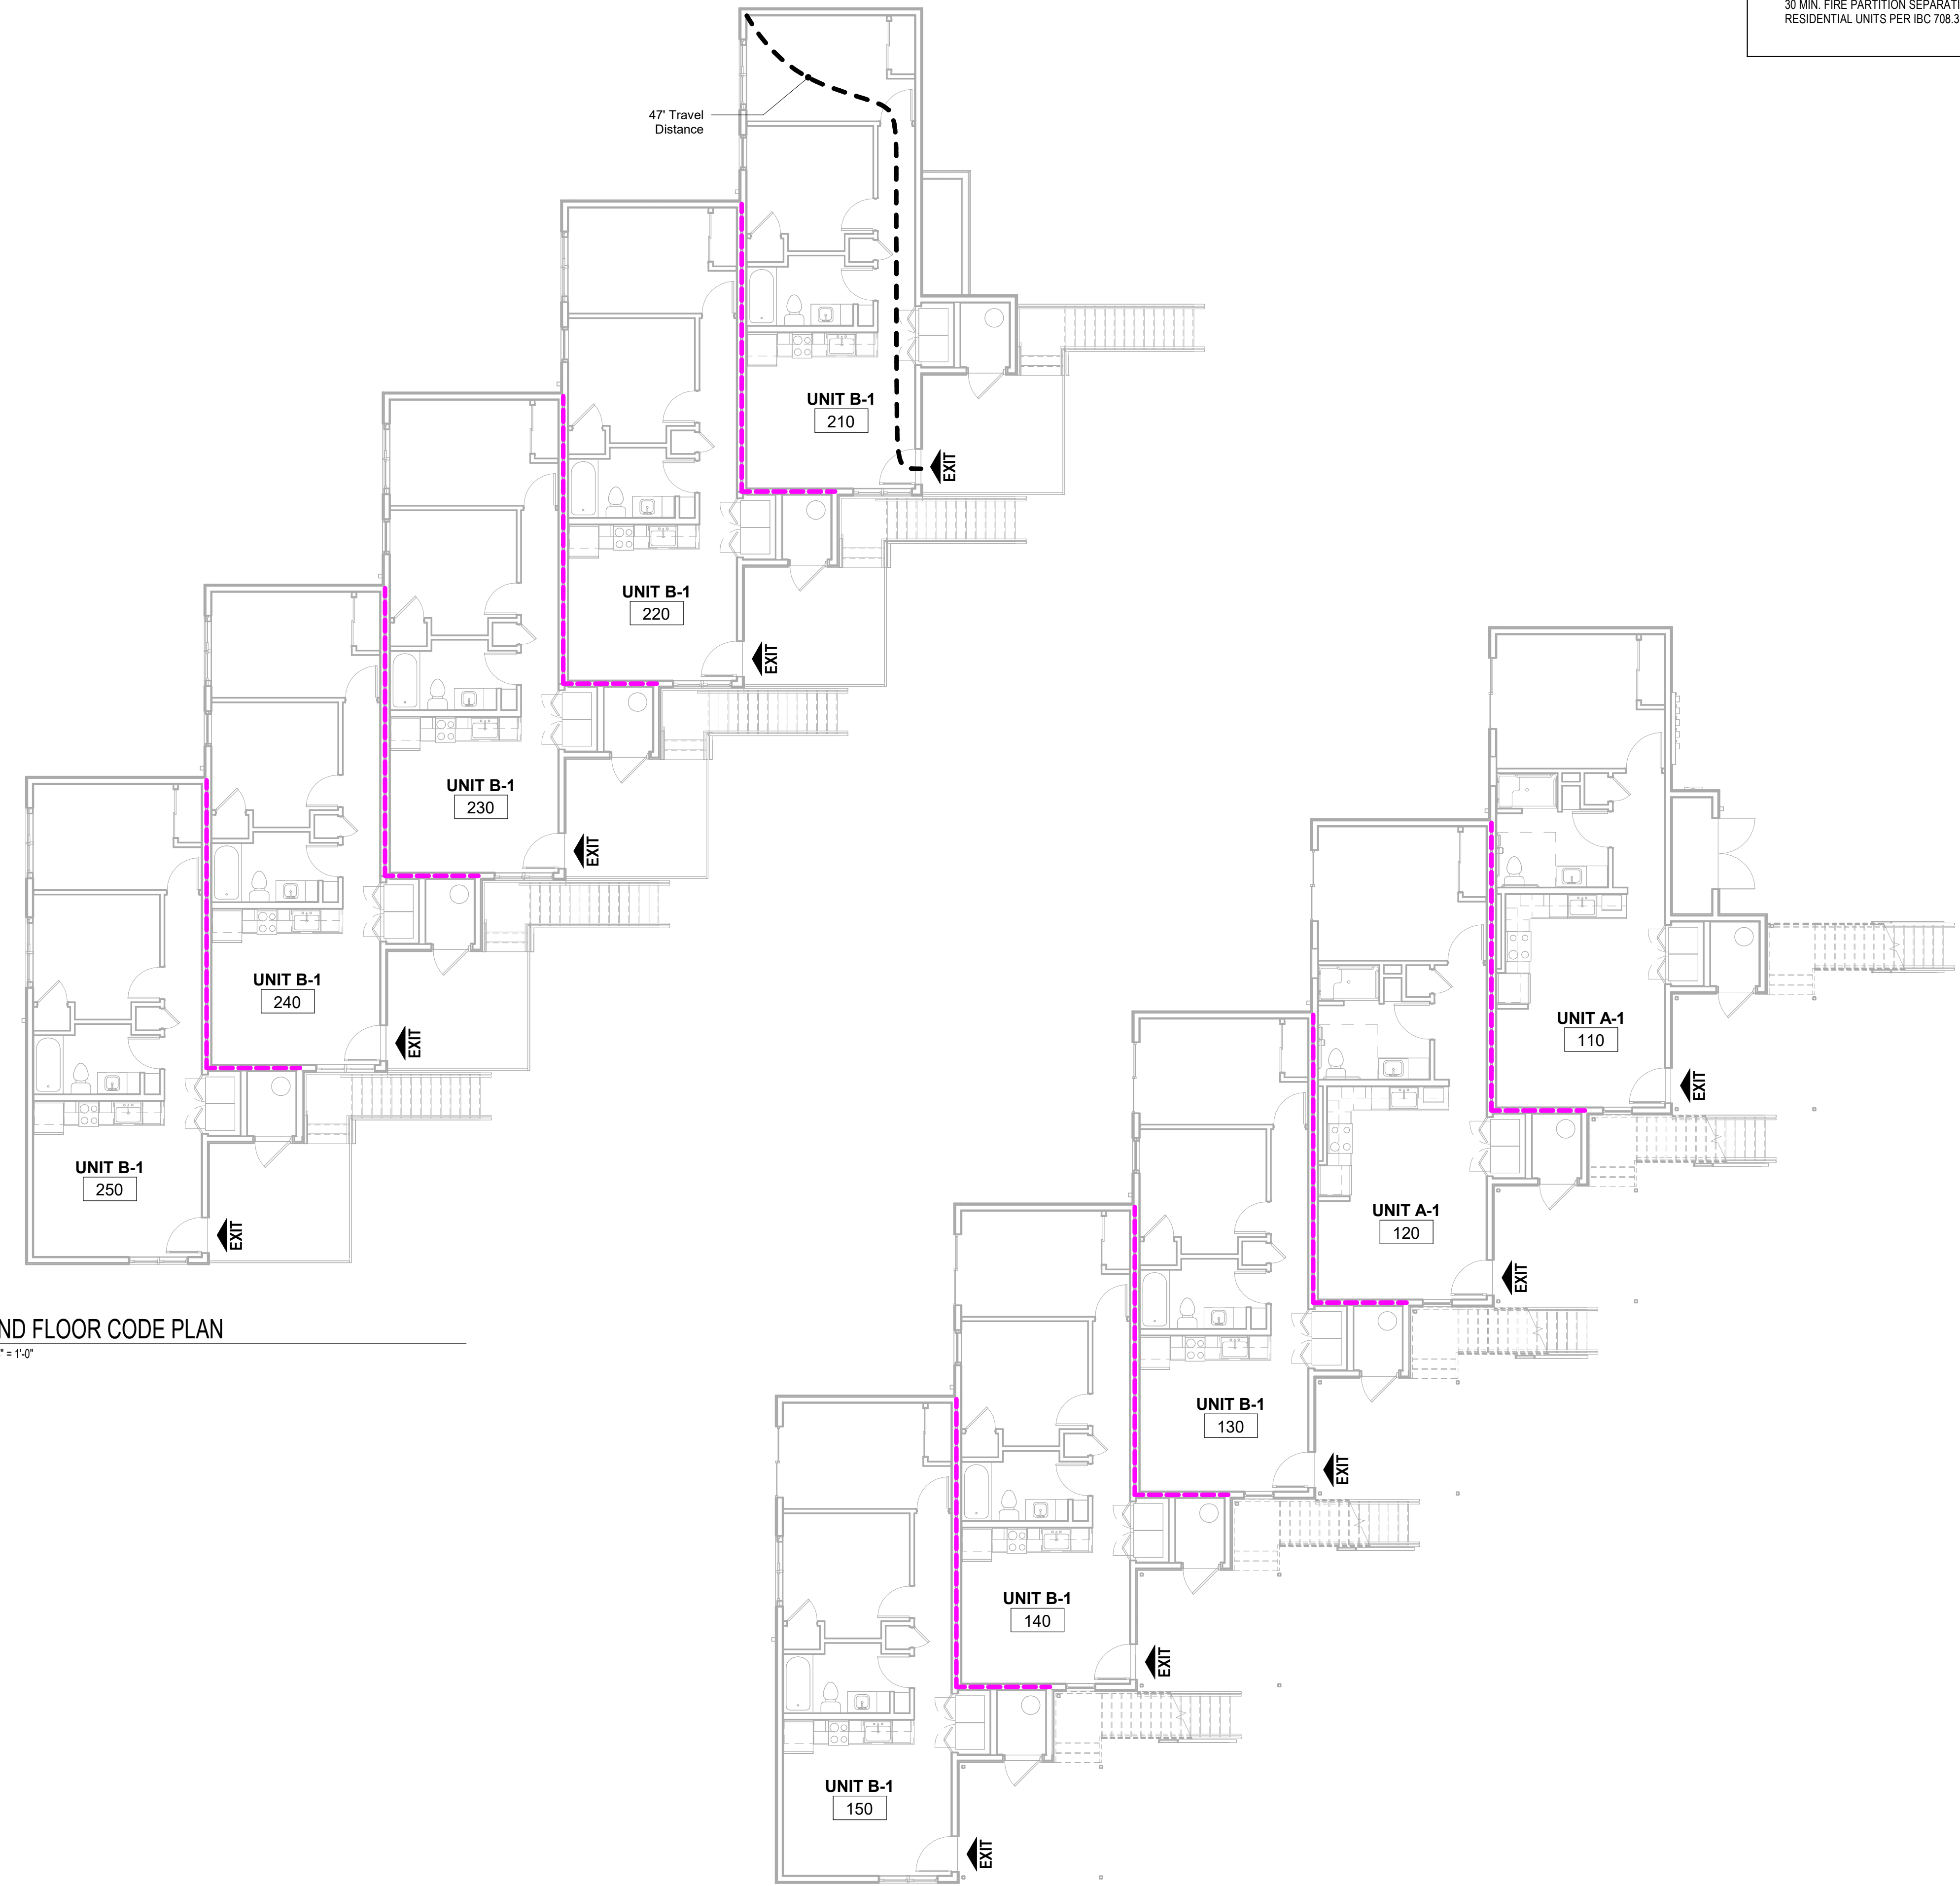 30 MIN. FIRE PARTITION SEPARATI
RESIDENTIAL UNITS PER IBC 708.3
47' Travel
Distance
UNIT B-1
210
EXIT
UNIT B-1
220
EXIT
UNIT B-1
230
EXIT
UNIT B-1
240
EXIT
UNIT B-1
250
EXIT
ND FLOOR CODE PLAN
" = 1'-0"
UNIT A-1
110
EXIT
UNIT A-1
120
EXIT
UNIT B-1
130
EXIT
UNIT B-1
140
EXIT
UNIT B-1
150
EXIT